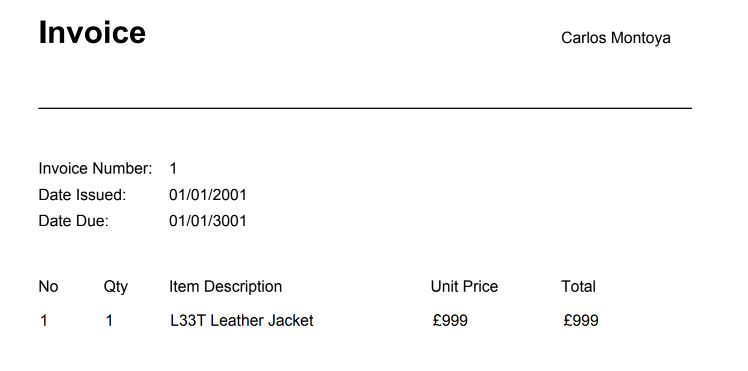 Invoice Carlos Montoya
Invoice Number: 1
Date Issued: 01/01/2001
Date Due: 01/01/3001
No Qty Item Description Unit Price Total
1 1 L33T Leather Jacket £999 £999